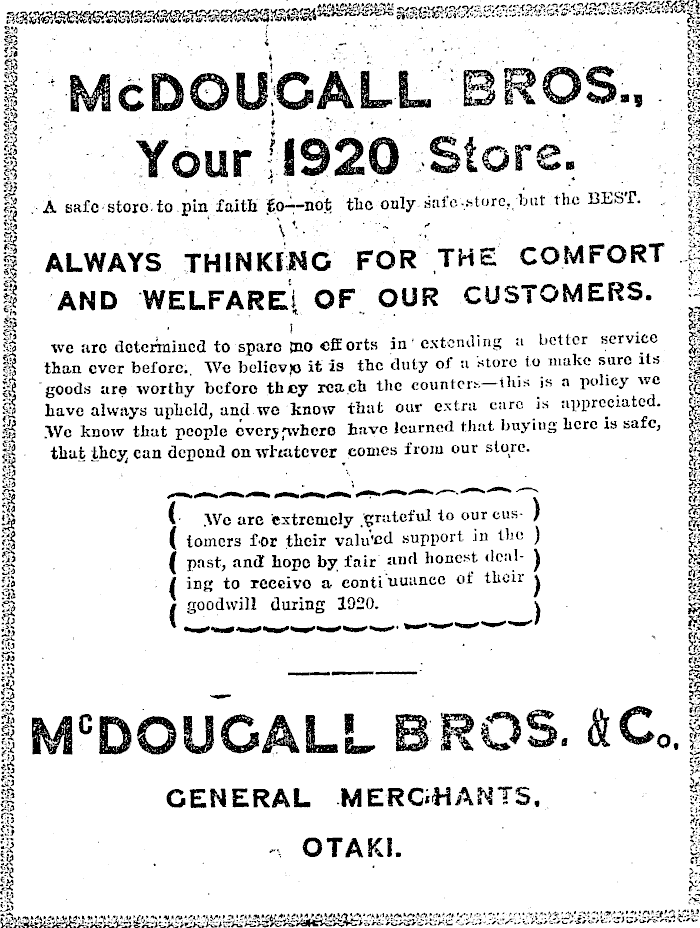 McDOUGALL BROS.,
Your 1920 Store.
A safe store to pin faith to—not the only safe store, but the BEST.
ALWAYS THINKING FOR THE COMFORT
AND WELFARE OF OUR CUSTOMERS.
we are determined to spare no efforts in extending a better service
than ever before. We believe it is the duty of a store to make sure its
goods are worthy before they reach the counters—this is a policy we
have always upheld, and we know that our extra care is appreciated.
We know that people everywhere have learned that buying here is safe,
that they can depend on whatever comes from our store.
We are extremely grateful to our cus-
tomers for their valued support in the
past, and hope by fair and honest deal-
ing to receive a continuance of their
goodwill during 1920.
McDOUGALL BROS. & Co.
GENERAL MERCHANTS,
OTAKI.